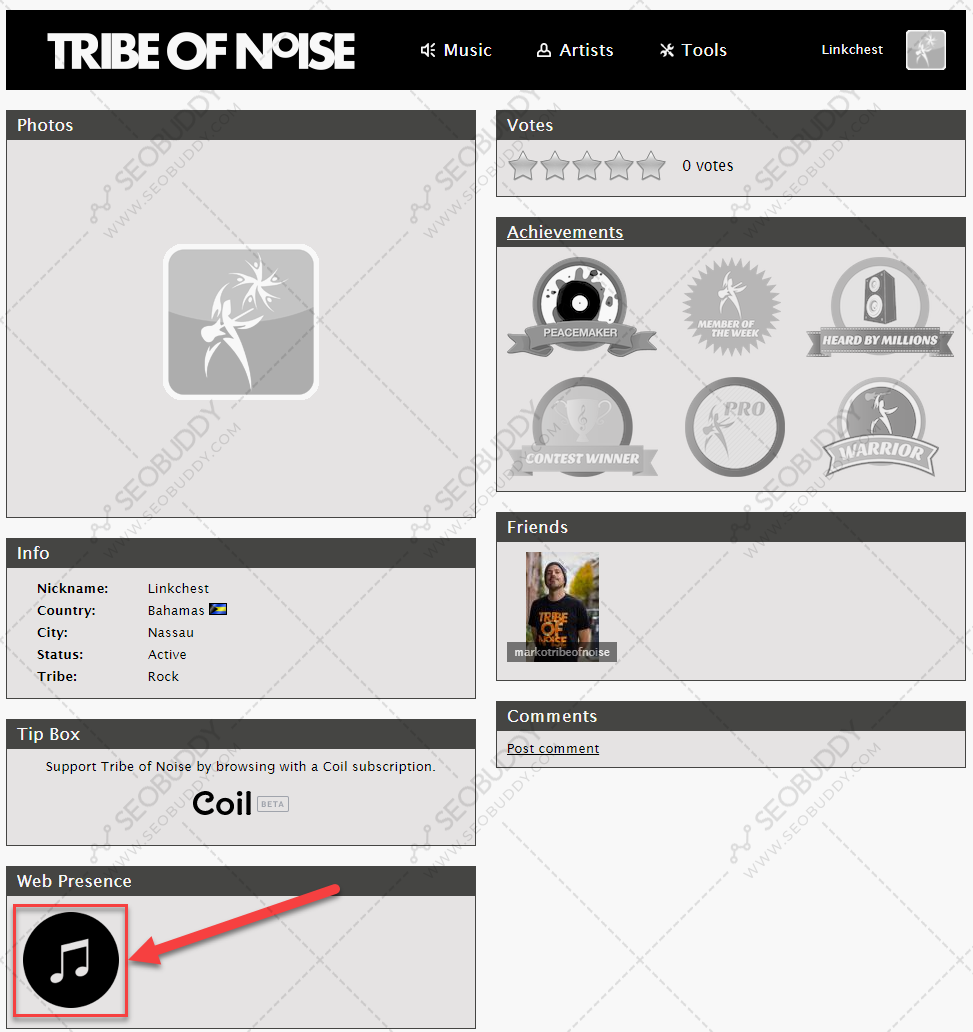 TRIBE OF NOISE
Music
Artists
Tools
Linkchest
Photos
Info
Nickname: Linkchest
Country: Bahamas
City: Nassau
Status: Active
Tribe: Rock
Tip Box
Support Tribe of Noise by browsing with a Coil subscription.
Coil BETA
Web Presence
Votes
0 votes
Achievements
PEACEMAKER
MEMBER OF
THE WEEK
HEARD BY MILLIONS
CONTEST WINNER
PRO
WARRIOR
Friends
TRIBE
OF
NOISE
markotribeofnoise
Comments
Post comment
SEOBUDDY
WWW.SEOBUDDY.COM